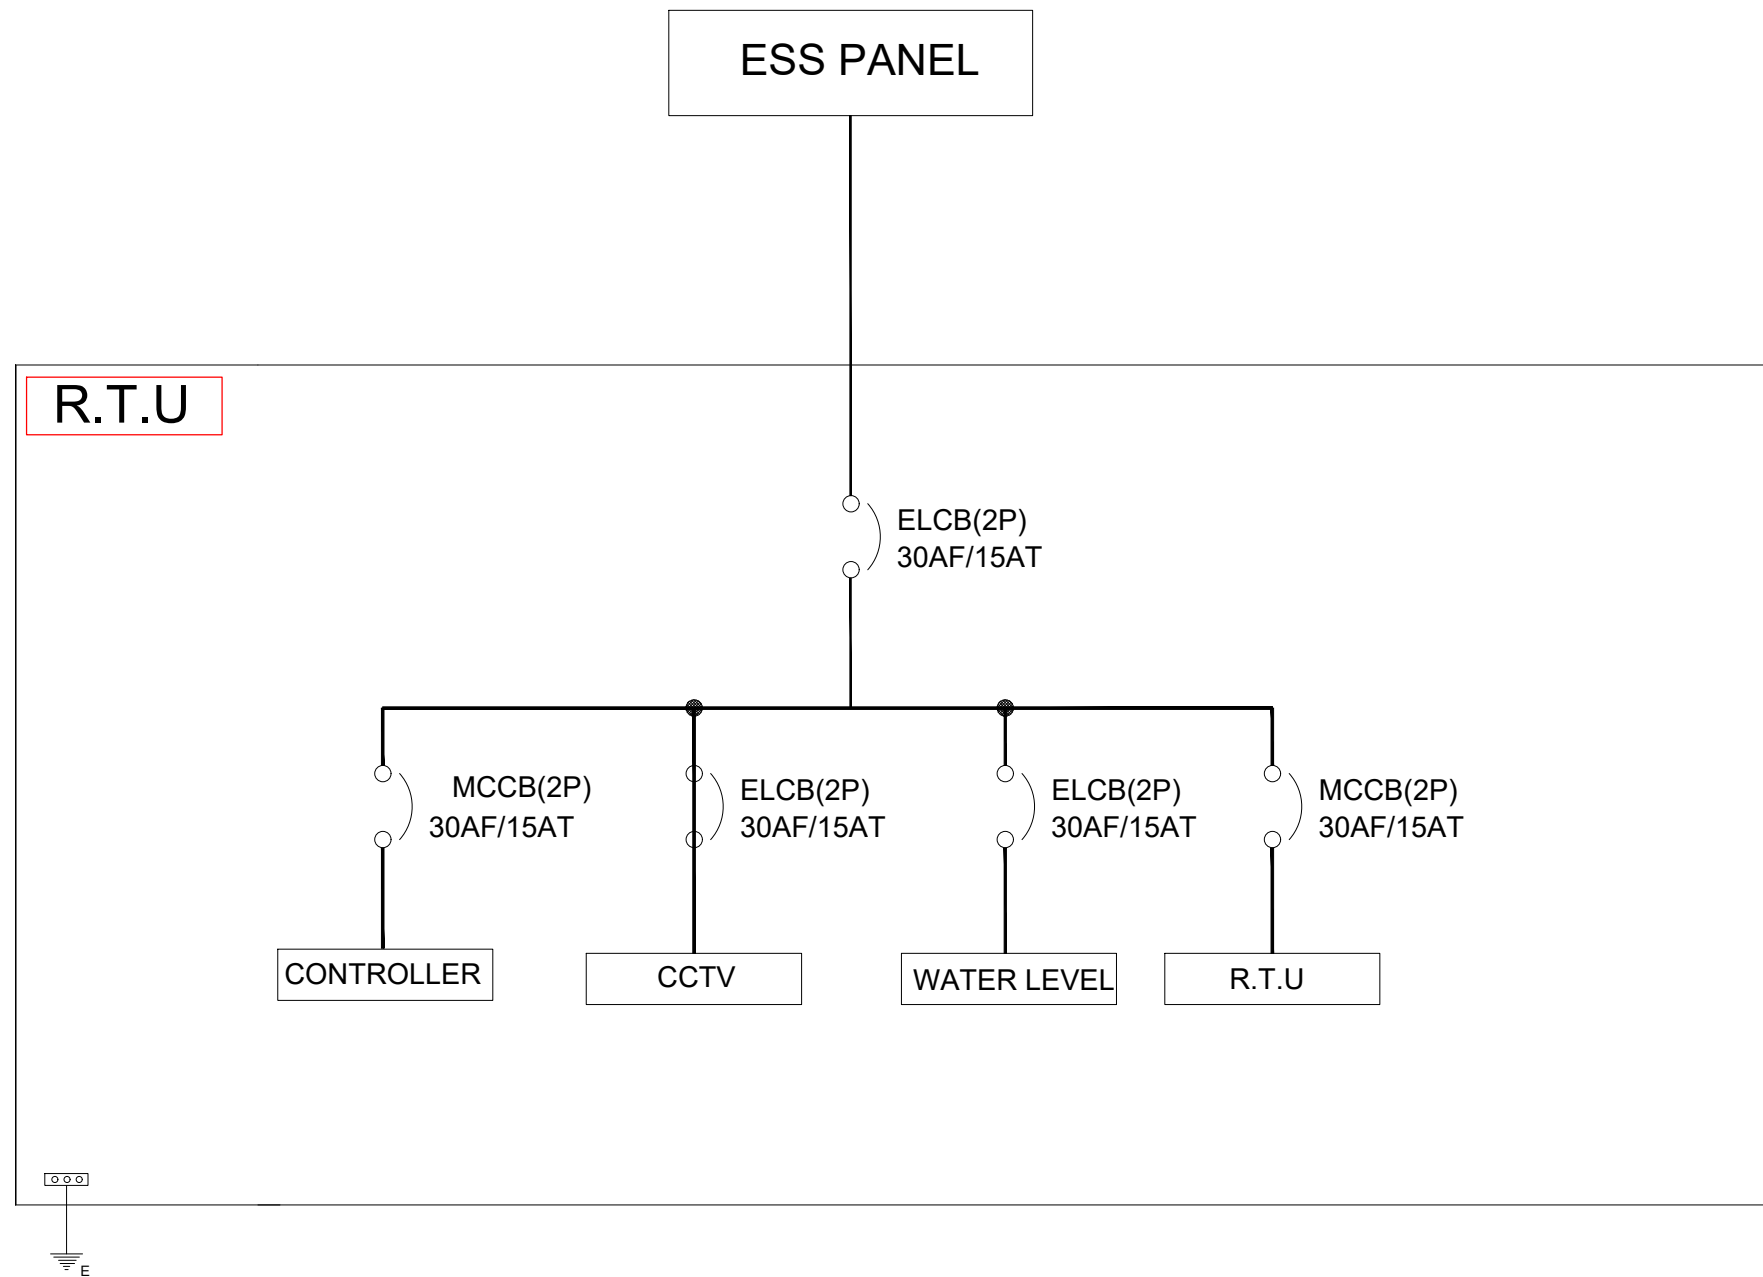 ESS PANEL
R.T.U
ELCB(2P)
30AF/15AT
MCCB(2P)
30AF/15AT
ELCB(2P)
30AF/15AT
ELCB(2P)
30AF/15AT
MCCB(2P)
30AF/15AT
CONTROLLER
CCTV
WATER LEVEL
R.T.U
E